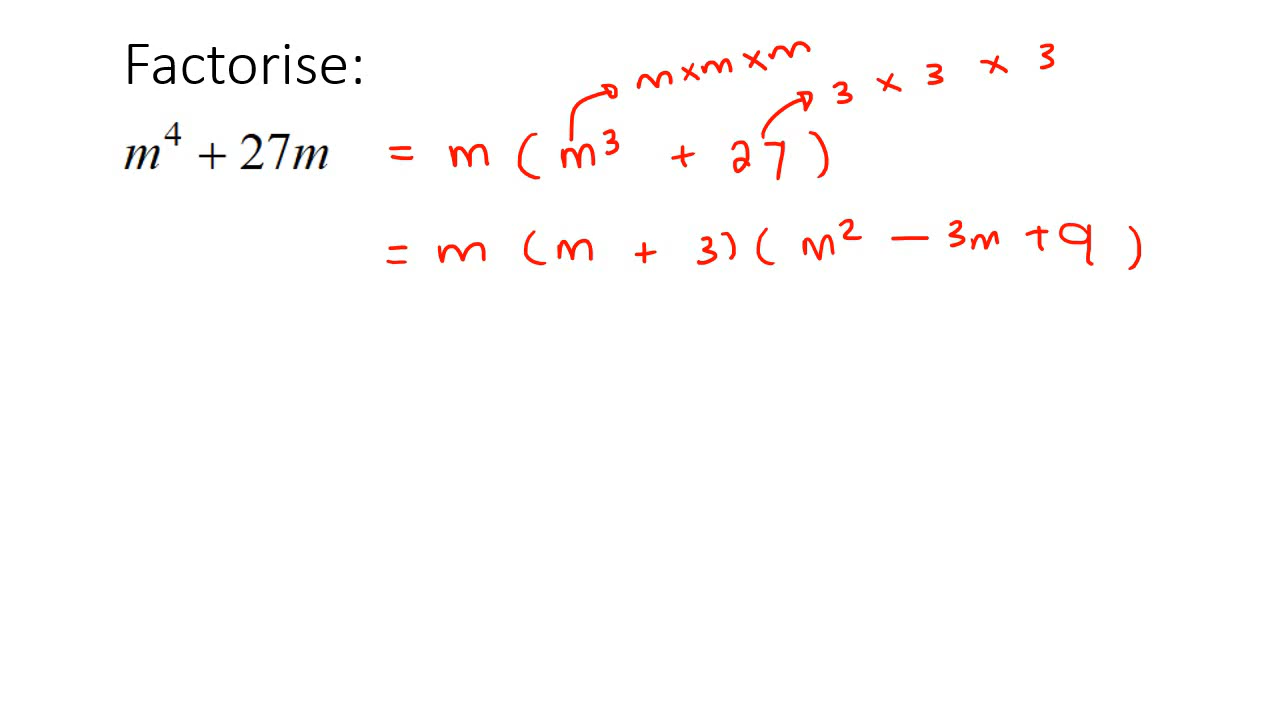 Factorise:
m × m × m
3 × 3 × 3
m⁴ + 27m = m ( m³ + 27 )
= m ( m + 3 ) ( m² − 3m + 9 )